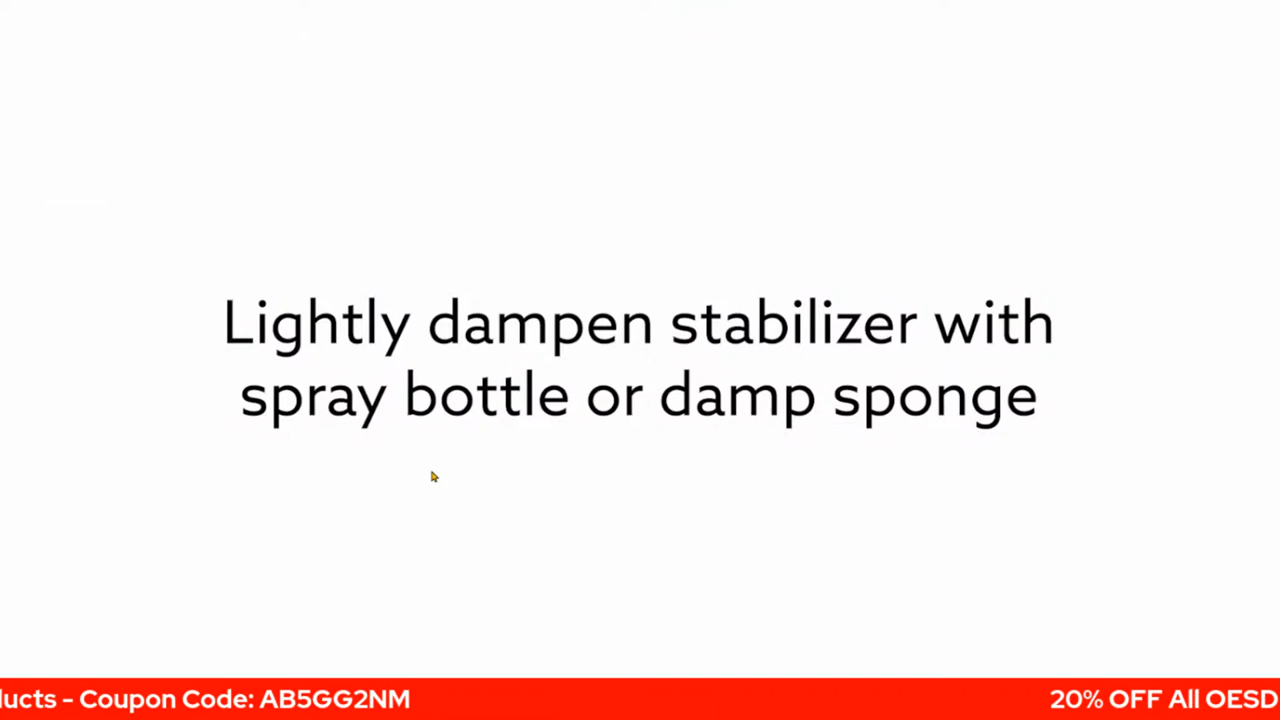 Lightly dampen stabilizer with
spray bottle or damp sponge
ducts - Coupon Code: AB5GG2NM
20% OFF All OESD